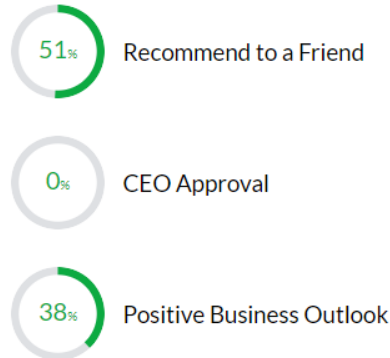 51% Recommend to a Friend
0% CEO Approval
38% Positive Business Outlook